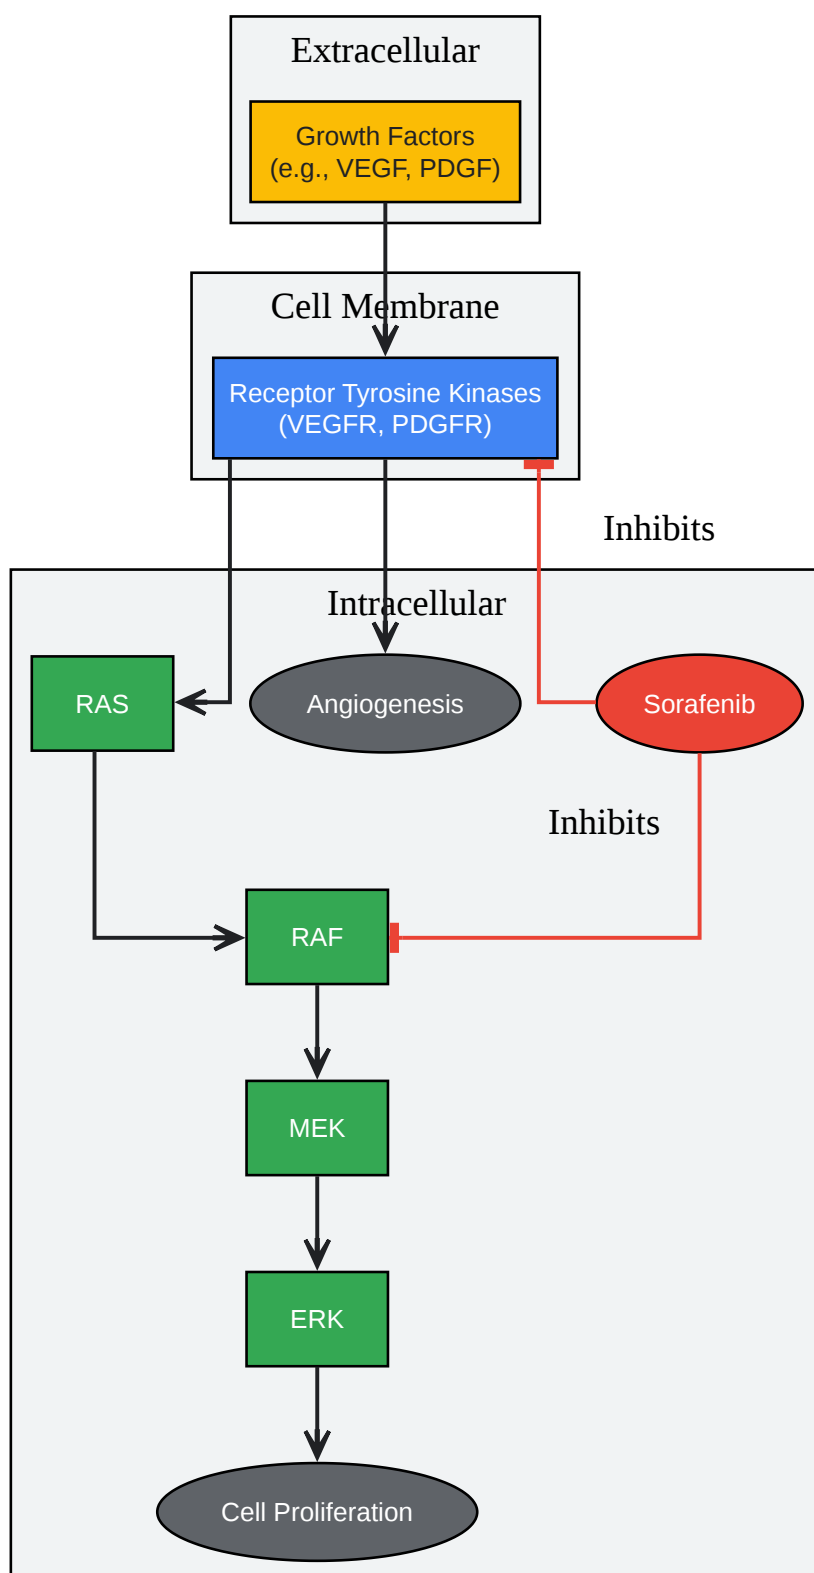 Extracellular
Growth Factors
(e.g., VEGF, PDGF)
Cell Membrane
Receptor Tyrosine Kinases
(VEGFR, PDGFR)
Inhibits
Intracellular
RAS
Angiogenesis
Sorafenib
Inhibits
RAF
MEK
ERK
Cell Proliferation